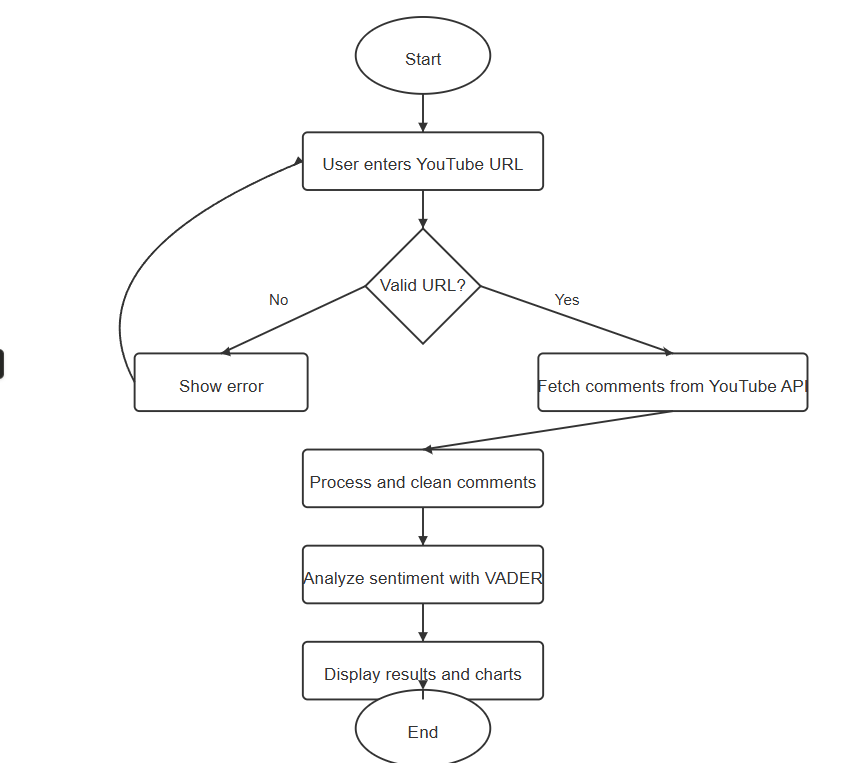 Start
User enters YouTube URL
Valid URL?
No
Yes
Show error
Fetch comments from YouTube API
Process and clean comments
Analyze sentiment with VADER
Display results and charts
End